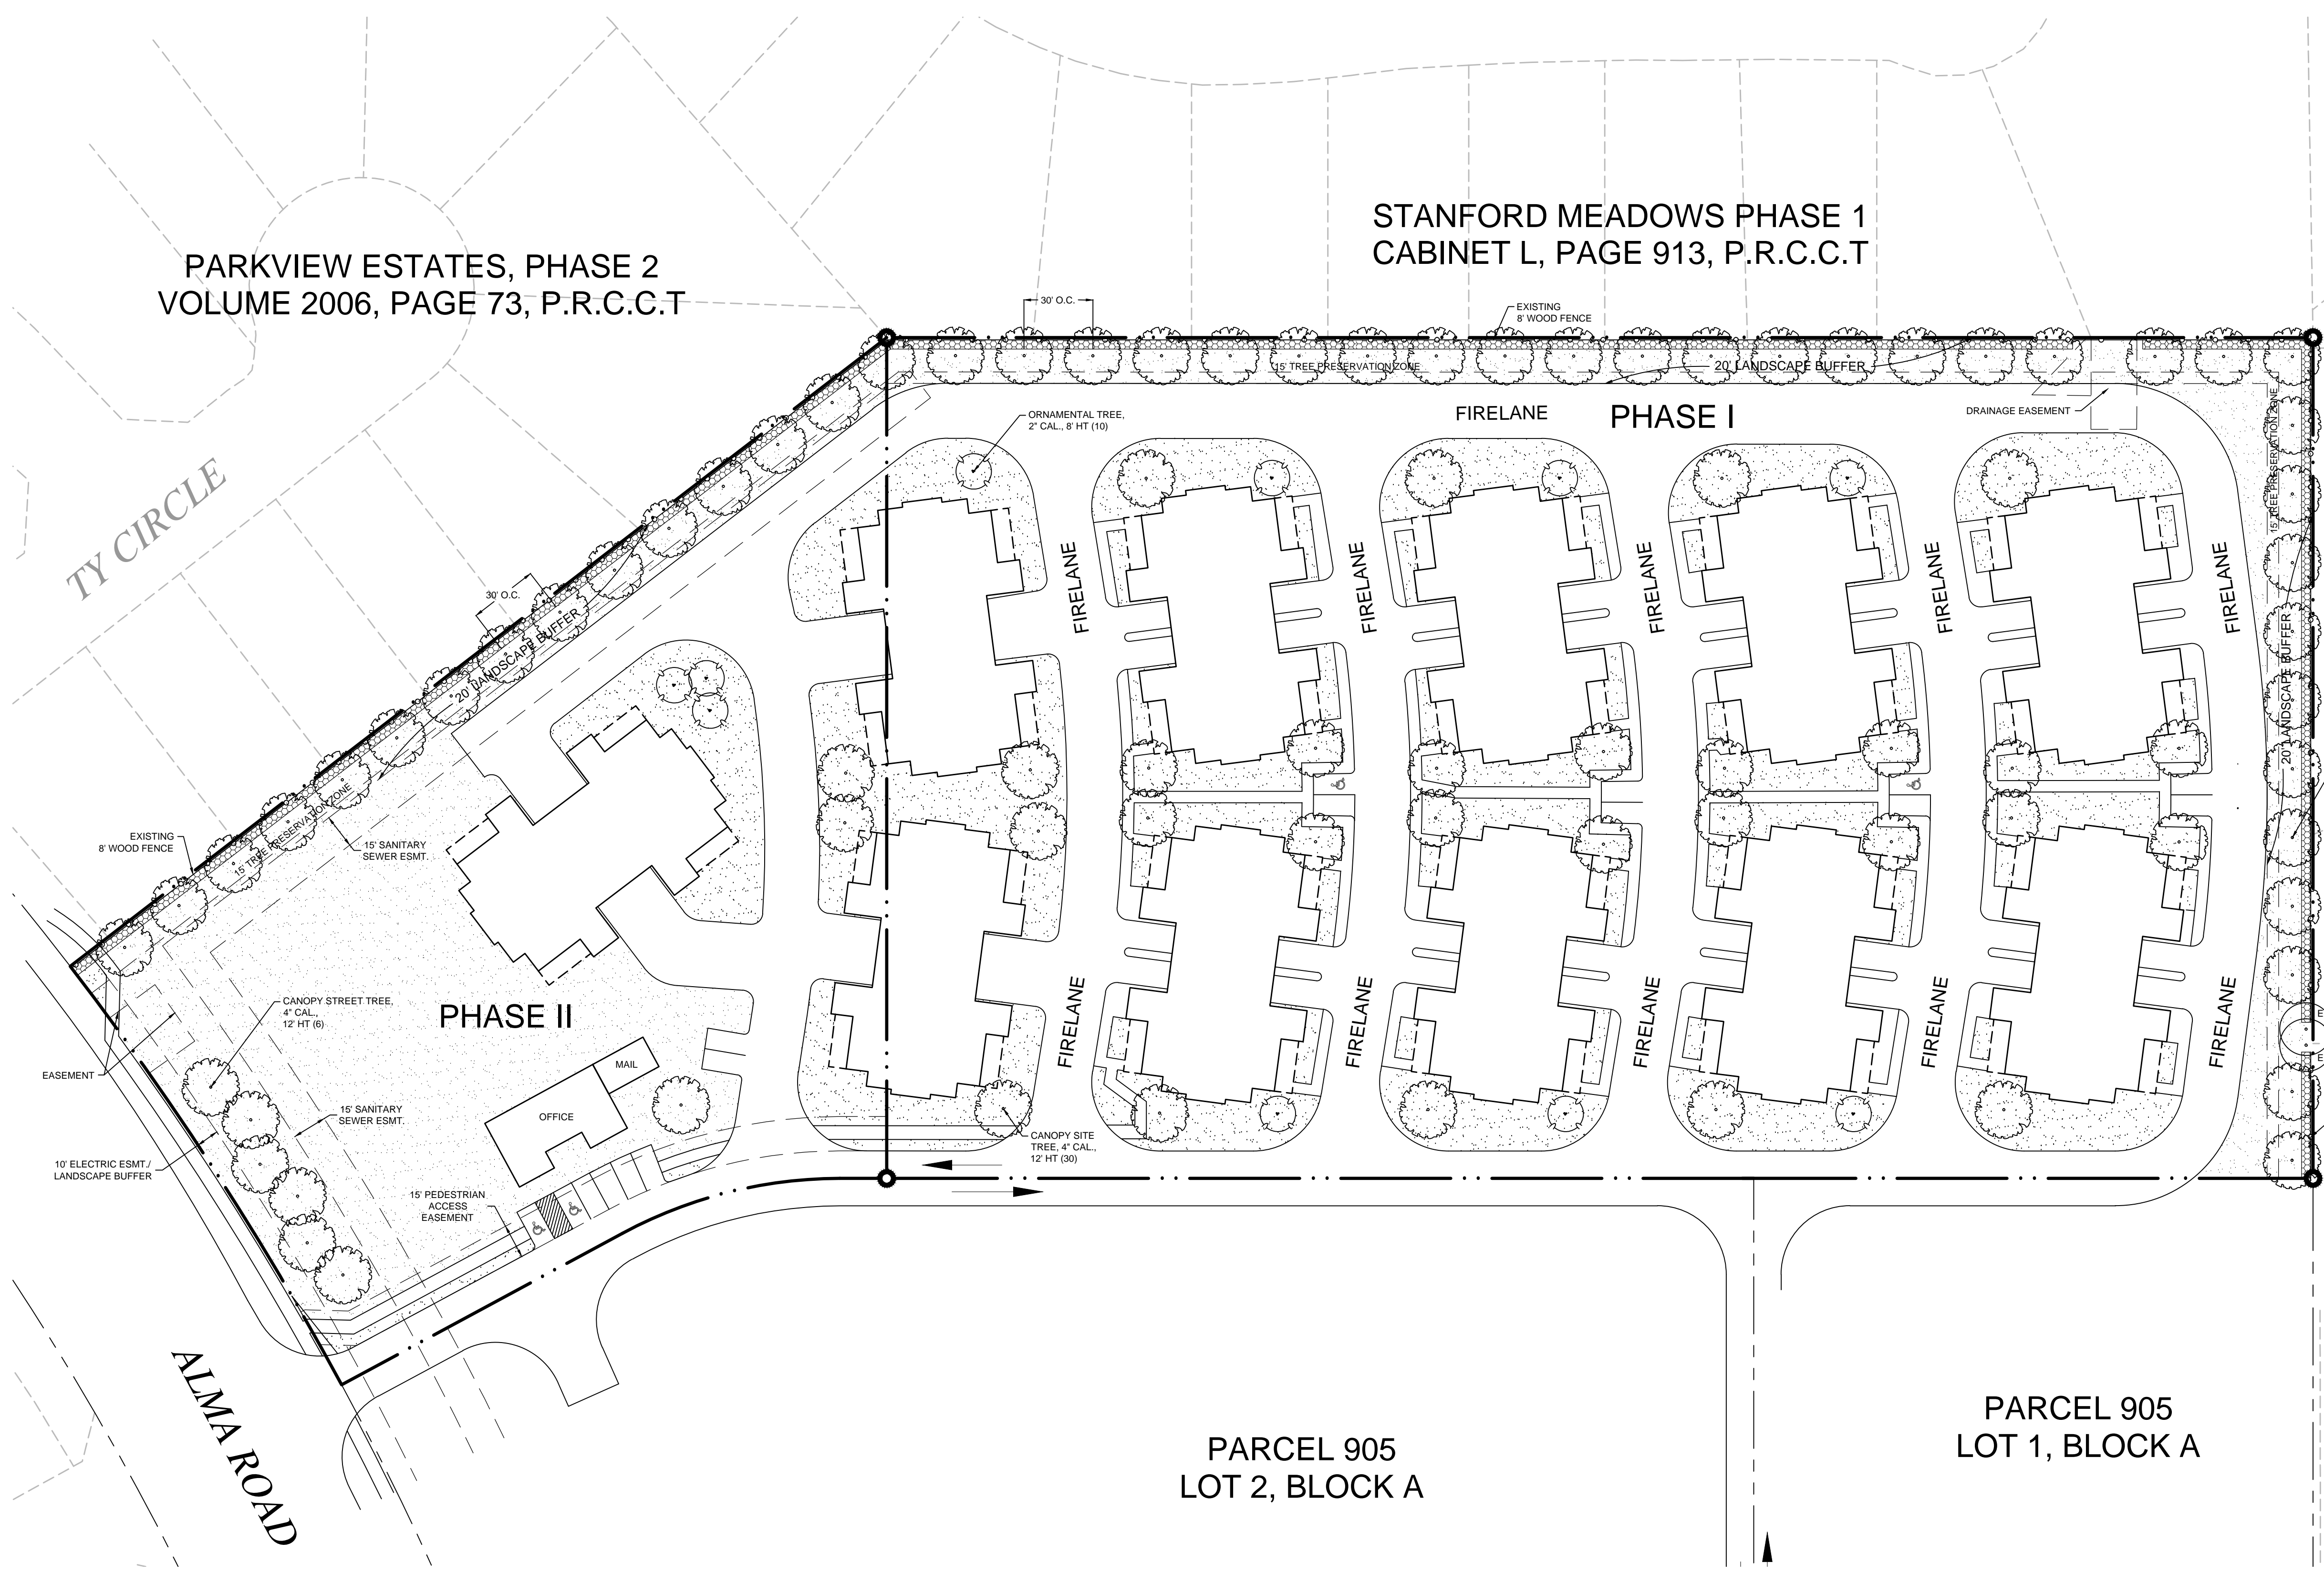 STANFORD MEADOWS PHASE 1
CABINET L, PAGE 913, P.R.C.C.T
PARKVIEW ESTATES, PHASE 2
VOLUME 2006, PAGE 73, P.R.C.C.T
30' O.C.
EXISTING
8' WOOD FENCE
15' TREE PRESERVATION ZONE
20' LANDSCAPE BUFFER
ORNAMENTAL TREE,
2" CAL., 8' HT (10)
FIRELANE
PHASE I
DRAINAGE EASEMENT
15' TREE PRESERVATION ZONE
TY CIRCLE
30' O.C.
20' LANDSCAPE BUFFER
FIRELANE
FIRELANE
FIRELANE
FIRELANE
FIRELANE
20' LANDSCAPE BUFFER
EXISTING
8' WOOD FENCE
15' TREE PRESERVATION ZONE
15' SANITARY
SEWER ESMT.
CANOPY STREET TREE,
4" CAL.,
12' HT (6)
PHASE II
FIRELANE
FIRELANE
FIRELANE
FIRELANE
FIRELANE
E
E
EASEMENT
MAIL
OFFICE
15' SANITARY
SEWER ESMT.
10' ELECTRIC ESMT./
LANDSCAPE BUFFER
CANOPY SITE
TREE, 4" CAL.,
12' HT (30)
15' PEDESTRIAN
ACCESS
EASEMENT
ALMA ROAD
PARCEL 905
LOT 2, BLOCK A
PARCEL 905
LOT 1, BLOCK A